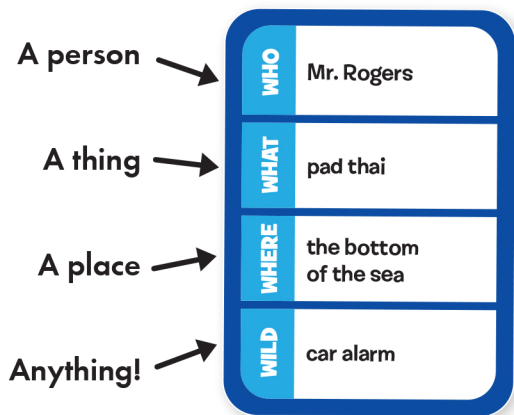 A person
WHO
Mr. Rogers
A thing
WHAT
pad thai
A place
WHERE
the bottom
of the sea
Anything!
WILD
car alarm